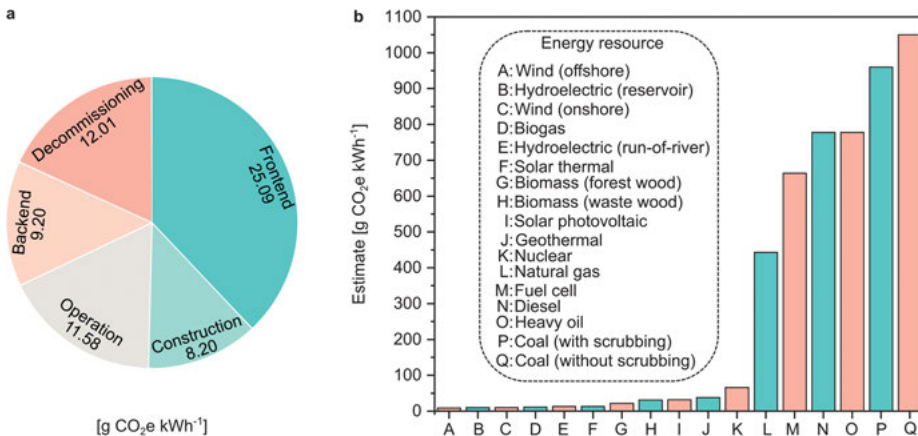 a
Decommissioning
12.01
Frontend
25.09
Backend
9.20
Operation
11.58
Construction
8.20
[g CO₂e kWh⁻¹]
b
Estimate [g CO₂e kWh⁻¹]
1100
1000
900
800
700
600
500
400
300
200
100
0
Energy resource
A: Wind (offshore)
B: Hydroelectric (reservoir)
C: Wind (onshore)
D: Biogas
E: Hydroelectric (run-of-river)
F: Solar thermal
G: Biomass (forest wood)
H: Biomass (waste wood)
I: Solar photovoltaic
J: Geothermal
K: Nuclear
L: Natural gas
M: Fuel cell
N: Diesel
O: Heavy oil
P: Coal (with scrubbing)
Q: Coal (without scrubbing)
A B C D E F G H I J K L M N O P Q